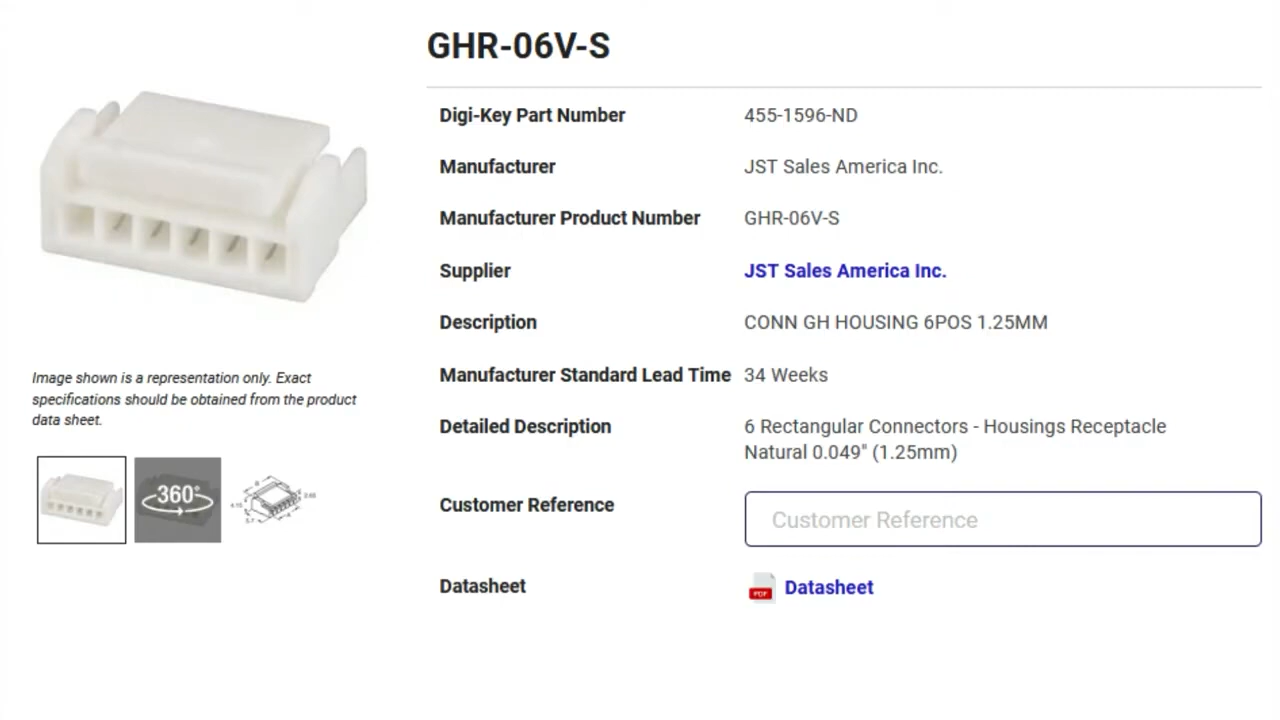 GHR-06V-S
Digi-Key Part Number 455-1596-ND
Manufacturer JST Sales America Inc.
Manufacturer Product Number GHR-06V-S
Supplier JST Sales America Inc.
Description CONN GH HOUSING 6POS 1.25MM
Manufacturer Standard Lead Time 34 Weeks
Detailed Description 6 Rectangular Connectors - Housings Receptacle
Natural 0.049" (1.25mm)
Customer Reference Customer Reference
Datasheet PDF Datasheet
Image shown is a representation only. Exact
specifications should be obtained from the product
data sheet.
360°